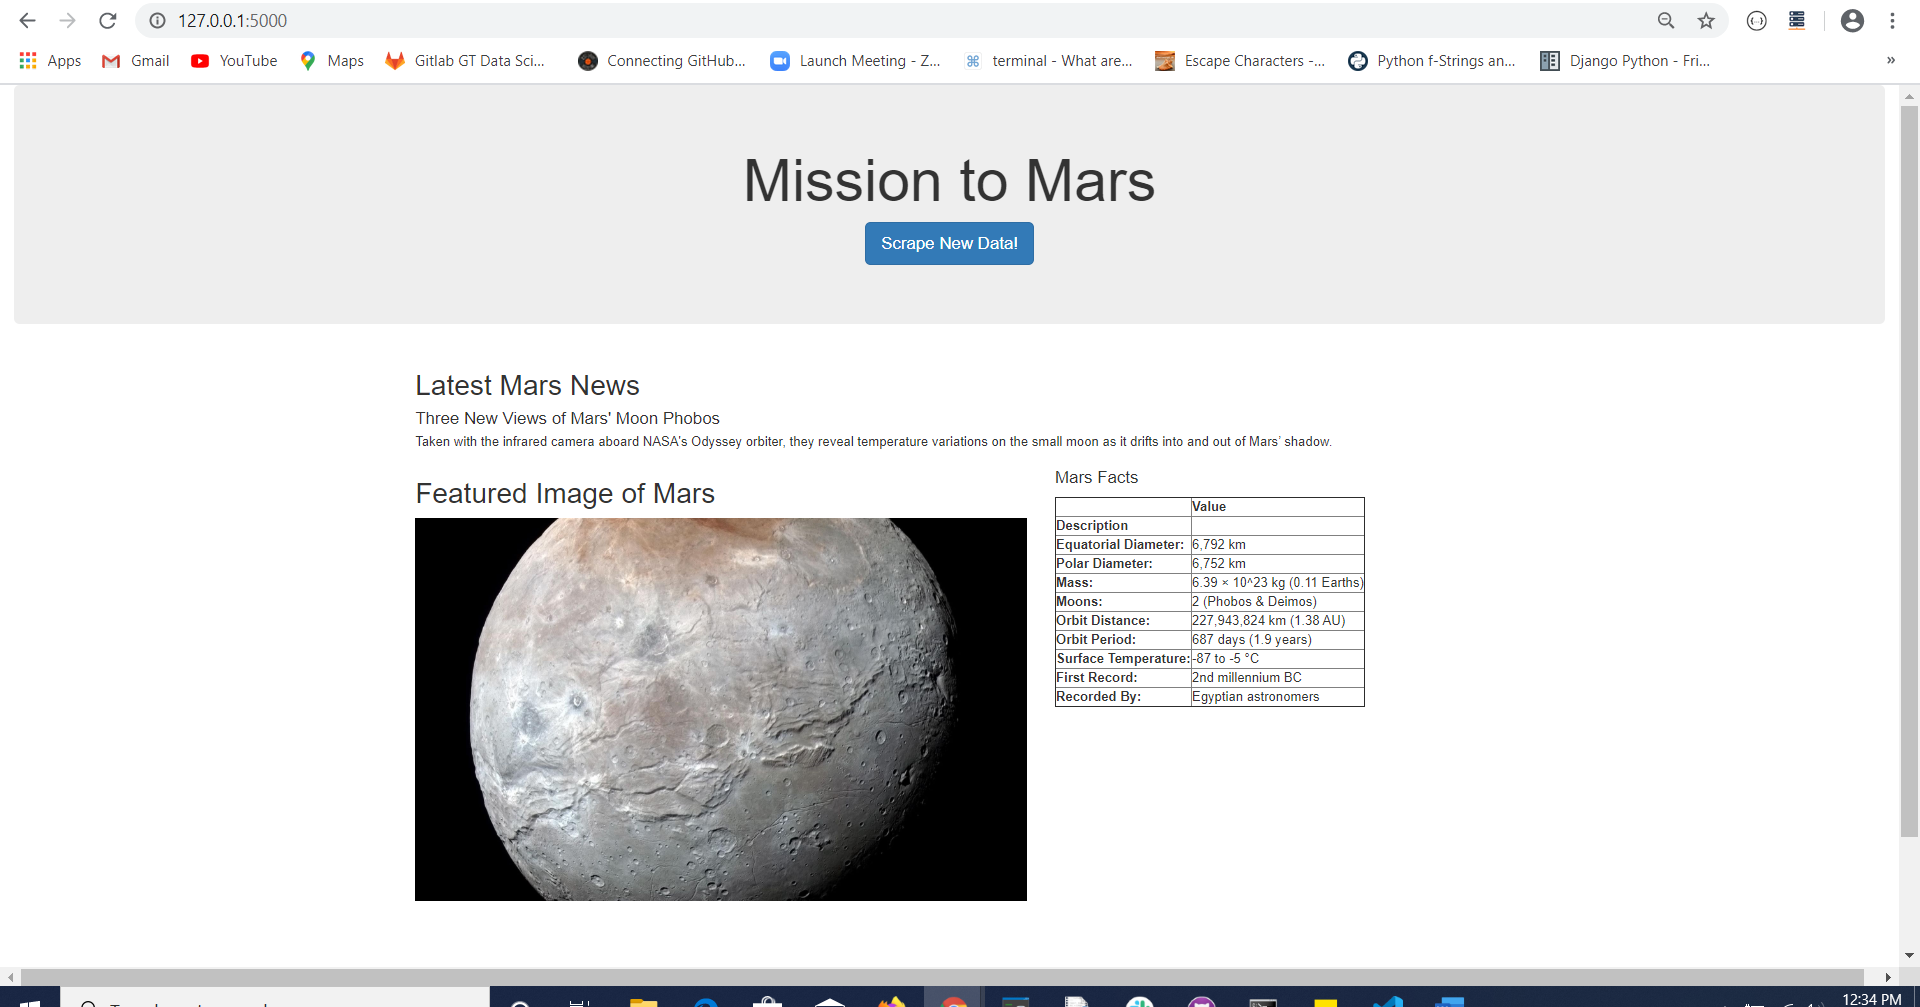 127.0.0.1:5000
Apps Gmail YouTube Maps Gitlab GT Data Sci... Connecting GitHub... Launch Meeting - Z... terminal - What are... Escape Characters -... Python f-Strings an... Django Python - Fri... »
Mission to Mars
Scrape New Data!
Latest Mars News
Three New Views of Mars' Moon Phobos
Taken with the infrared camera aboard NASA's Odyssey orbiter, they reveal temperature variations on the small moon as it drifts into and out of Mars’ shadow.
Featured Image of Mars
Mars Facts
Value
Description
Equatorial Diameter: 6,792 km
Polar Diameter: 6,752 km
Mass: 6.39 × 10^23 kg (0.11 Earths)
Moons: 2 (Phobos & Deimos)
Orbit Distance: 227,943,824 km (1.38 AU)
Orbit Period: 687 days (1.9 years)
Surface Temperature: -87 to -5 °C
First Record: 2nd millennium BC
Recorded By: Egyptian astronomers
12:34 PM